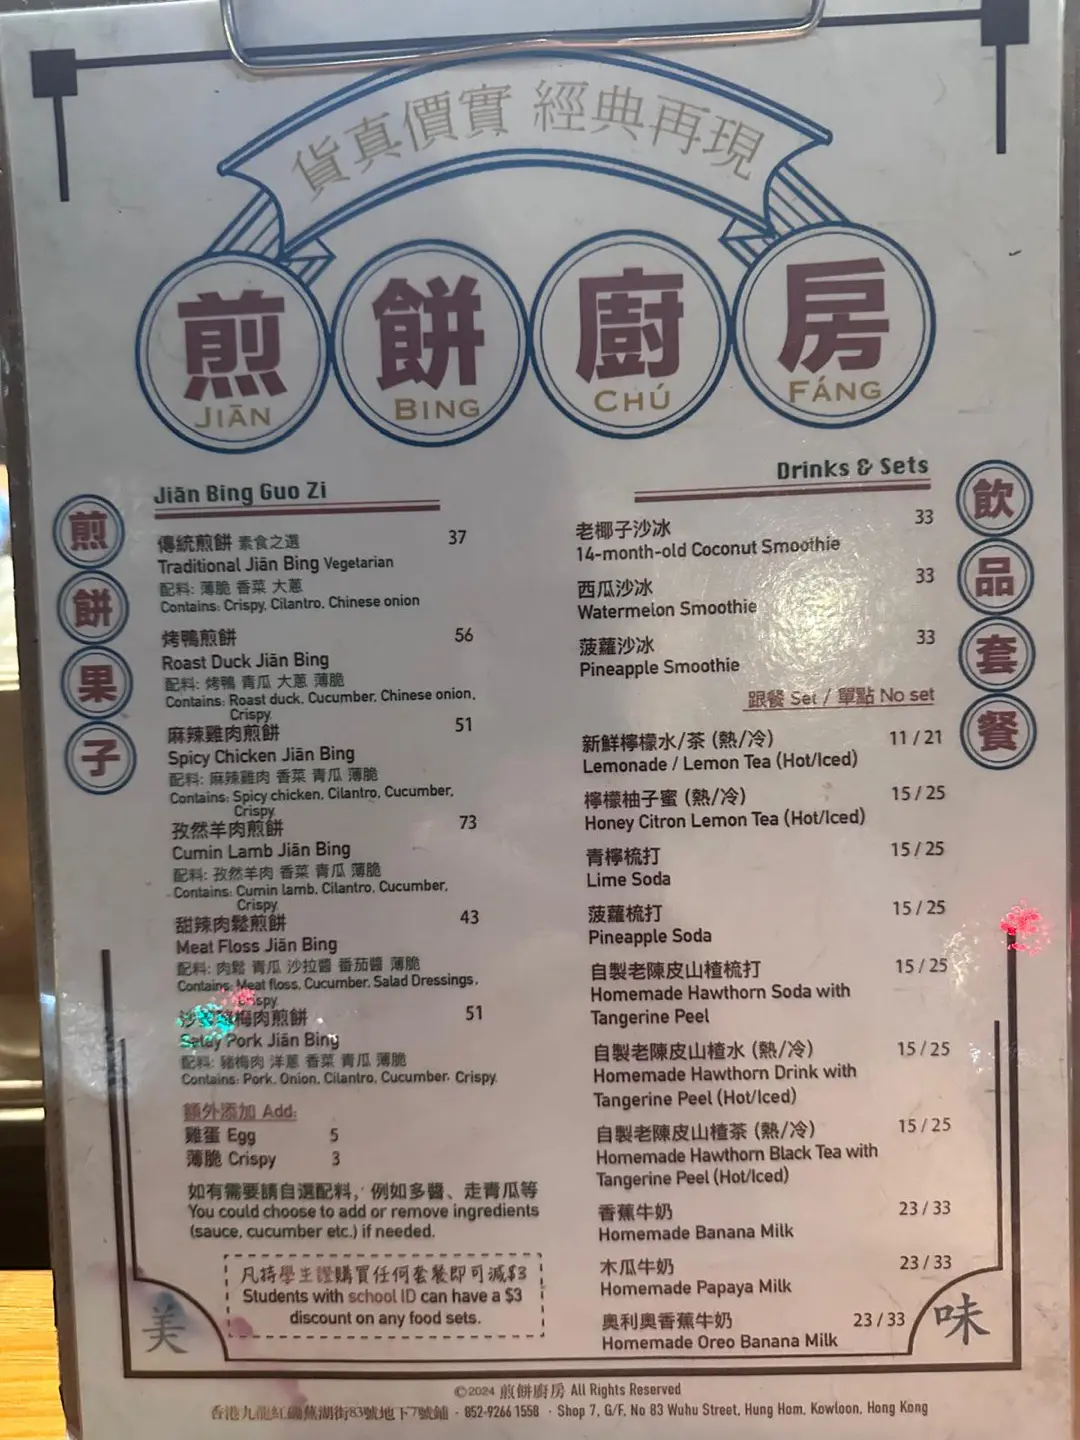 貨真價實 經典再現
煎餅廚房
JIĀN BING CHÚ FÁNG
煎餅果子
Jiān Bing Guo Zi
傳統煎餅 素食之選 37
Traditional Jiān Bing Vegetarian
配料: 薄脆 香菜 大蔥
Contains: Crispy, Cilantro, Chinese onion
烤鴨煎餅 56
Roast Duck Jiān Bing
配料: 烤鴨 青瓜 大蔥 薄脆
Contains: Roast duck, Cucumber, Chinese onion,
Crispy
麻辣雞肉煎餅 51
Spicy Chicken Jiān Bing
配料: 麻辣雞肉 香菜 青瓜 薄脆
Contains: Spicy chicken, Cilantro, Cucumber,
Crispy
孜然羊肉煎餅 73
Cumin Lamb Jiān Bing
配料: 孜然羊肉 香菜 青瓜 薄脆
Contains: Cumin lamb, Cilantro, Cucumber,
Crispy
甜辣肉鬆煎餅 43
Meat Floss Jiān Bing
配料: 肉鬆 青瓜 沙拉醬 番茄醬 薄脆
Contains: Meat floss, Cucumber, Salad Dressings,
Crispy
沙嗲豬梅肉煎餅 51
Satay Pork Jiān Bing
配料: 豬梅肉 洋蔥 香菜 青瓜 薄脆
Contains: Pork, Onion, Cilantro, Cucumber, Crispy
額外添加 Add:
雞蛋 Egg 5
薄脆 Crispy 3
如有需要請自選配料, 例如多醬、走青瓜等
You could choose to add or remove ingredients
(sauce, cucumber etc.) if needed.
凡持學生證購買任何套餐即可減$3
Students with school ID can have a $3
discount on any food sets.
飲品套餐
Drinks & Sets
老椰子沙冰 33
14-month-old Coconut Smoothie
西瓜沙冰 33
Watermelon Smoothie
菠蘿沙冰 33
Pineapple Smoothie
跟餐 Set / 單點 No set
新鮮檸檬水/茶 (熱/冷) 11 / 21
Lemonade / Lemon Tea (Hot/Iced)
檸檬柚子蜜 (熱/冷) 15 / 25
Honey Citron Lemon Tea (Hot/Iced)
青檸梳打 15 / 25
Lime Soda
菠蘿梳打 15 / 25
Pineapple Soda
自製老陳皮山楂梳打 15 / 25
Homemade Hawthorn Soda with
Tangerine Peel
自製老陳皮山楂水 (熱/冷) 15 / 25
Homemade Hawthorn Drink with
Tangerine Peel (Hot/Iced)
自製老陳皮山楂茶 (熱/冷) 15 / 25
Homemade Hawthorn Black Tea with
Tangerine Peel (Hot/Iced)
香蕉牛奶 23 / 33
Homemade Banana Milk
木瓜牛奶 23 / 33
Homemade Papaya Milk
奧利奧香蕉牛奶 23 / 33
Homemade Oreo Banana Milk
美味
©2024 煎餅廚房 All Rights Reserved
香港九龍紅磡蕪湖街83號地下7號鋪 · 852-9266 1558 · Shop 7, G/F, No 83 Wuhu Street, Hung Hom, Kowloon, Hong Kong